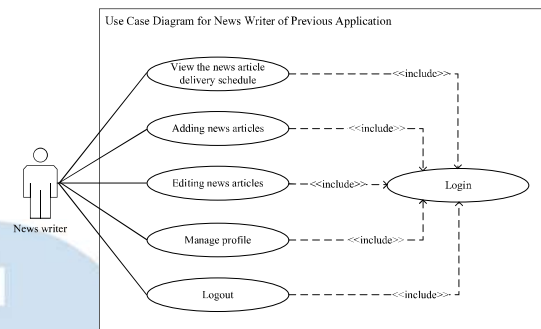 Use Case Diagram for News Writer of Previous Application
View the news article
delivery schedule
<<include>>
Adding news articles
<<include>>
Editing news articles
<<include>>
Login
News writer
Manage profile
<<include>>
Logout
<<include>>